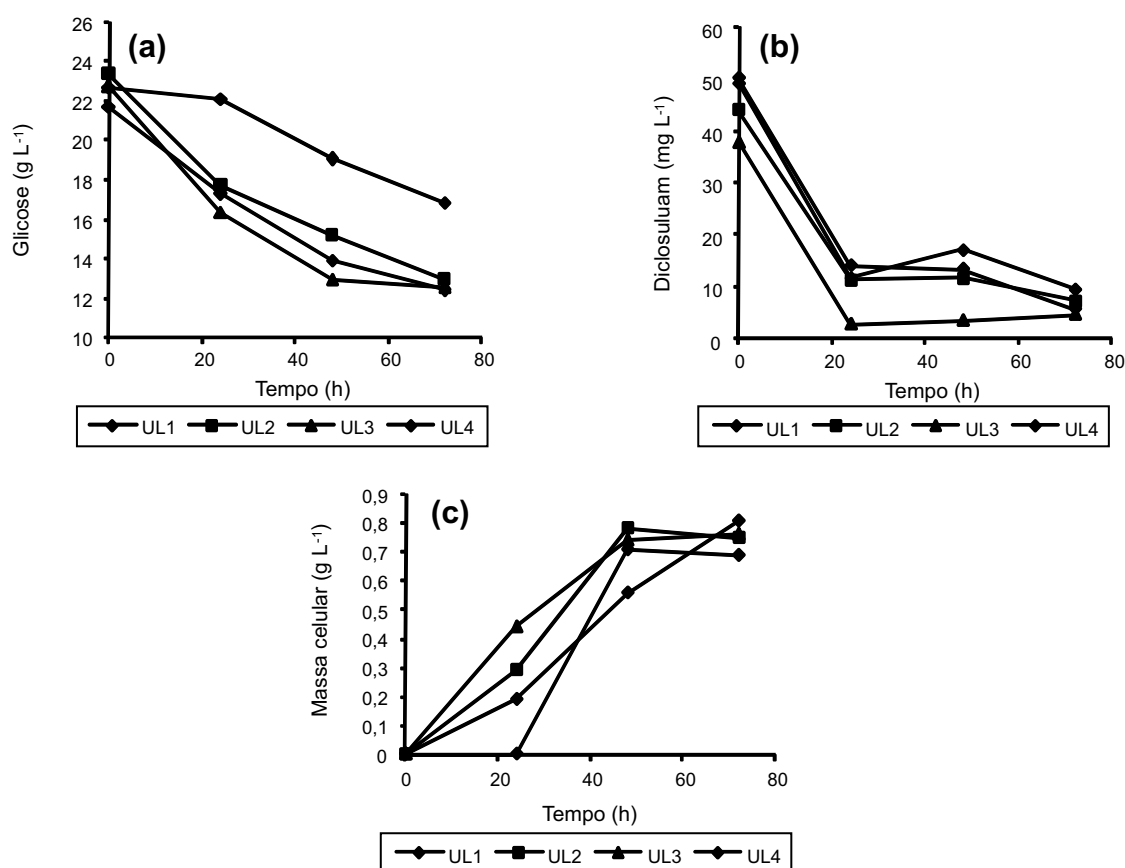 (a)
Glicose (g L-1)
26
24
22
20
18
16
14
12
10
0 20 40 60 80
Tempo (h)
UL1 UL2 UL3 UL4
(b)
Diclosuluam (mg L-1)
60
50
40
30
20
10
0
0 20 40 60 80
Tempo (h)
UL1 UL2 UL3 UL4
(c)
Massa celular (g L-1)
0,9
0,8
0,7
0,6
0,5
0,4
0,3
0,2
0,1
0
0 20 40 60 80
Tempo (h)
UL1 UL2 UL3 UL4